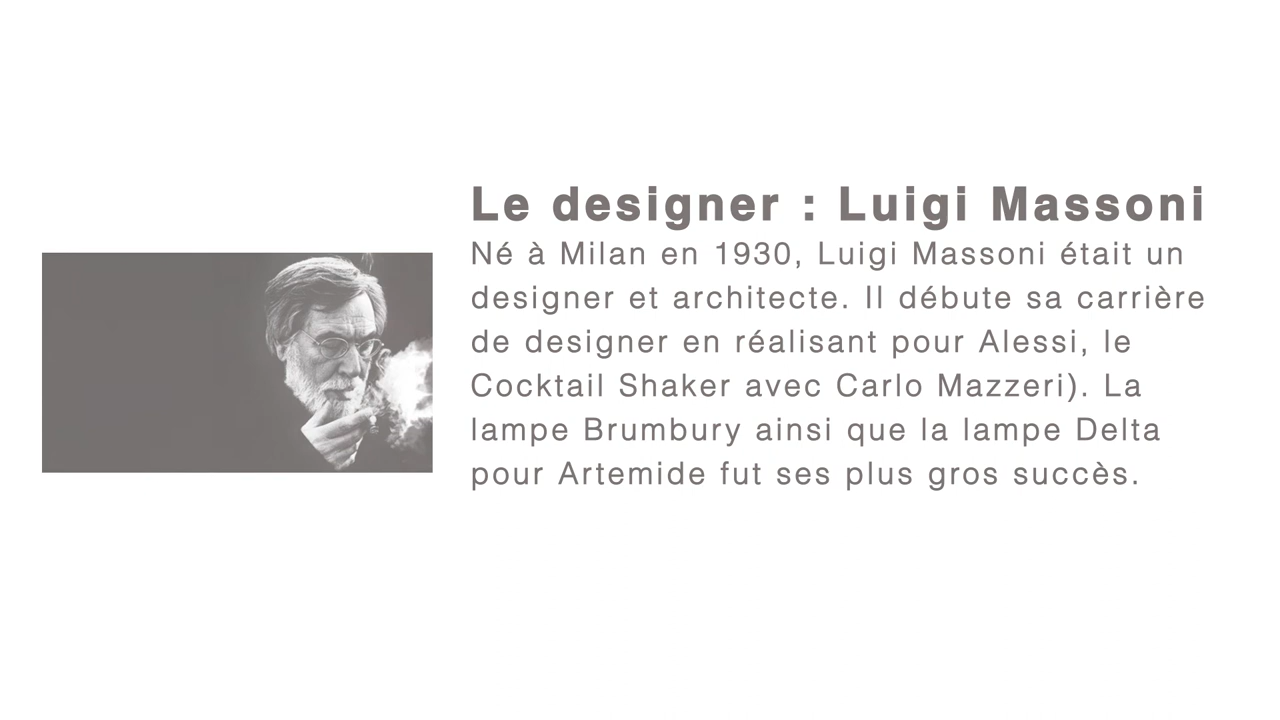 Le designer : Luigi Massoni
Né à Milan en 1930, Luigi Massoni était un
designer et architecte. Il débute sa carrière
de designer en réalisant pour Alessi, le
Cocktail Shaker avec Carlo Mazzeri). La
lampe Brumbury ainsi que la lampe Delta
pour Artemide fut ses plus gros succès.